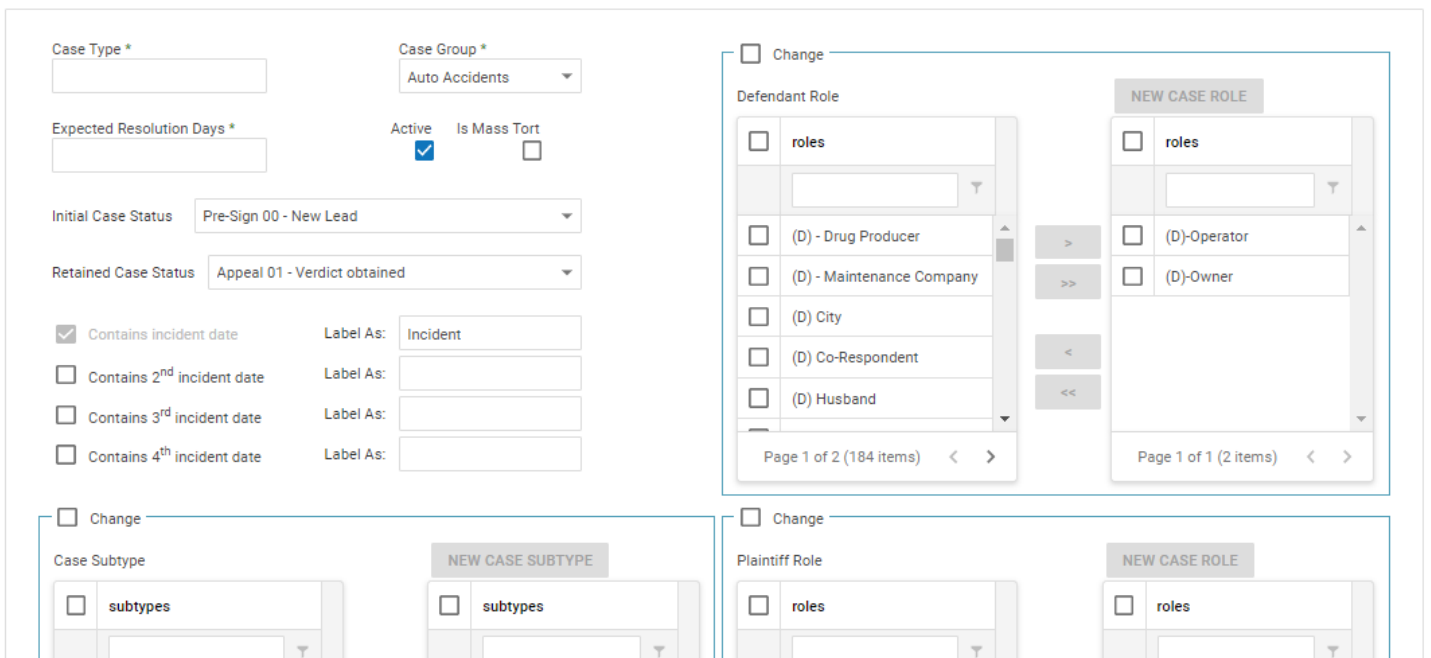 Case Type *
Case Group *
Auto Accidents
Expected Resolution Days *
Active
Is Mass Tort
Initial Case Status
Pre-Sign 00 - New Lead
Retained Case Status
Appeal 01 - Verdict obtained
Contains incident date
Label As:
Incident
Contains 2nd incident date
Label As:
Contains 3rd incident date
Label As:
Contains 4th incident date
Label As:
Change
Defendant Role
NEW CASE ROLE
roles
(D) - Drug Producer
(D) - Maintenance Company
(D) City
(D) Co-Respondent
(D) Husband
Page 1 of 2 (184 items)
<
>
>
>>
<
<<
roles
(D)-Operator
(D)-Owner
Page 1 of 1 (2 items)
<
>
Change
Case Subtype
NEW CASE SUBTYPE
subtypes
subtypes
Change
Plaintiff Role
NEW CASE ROLE
roles
roles